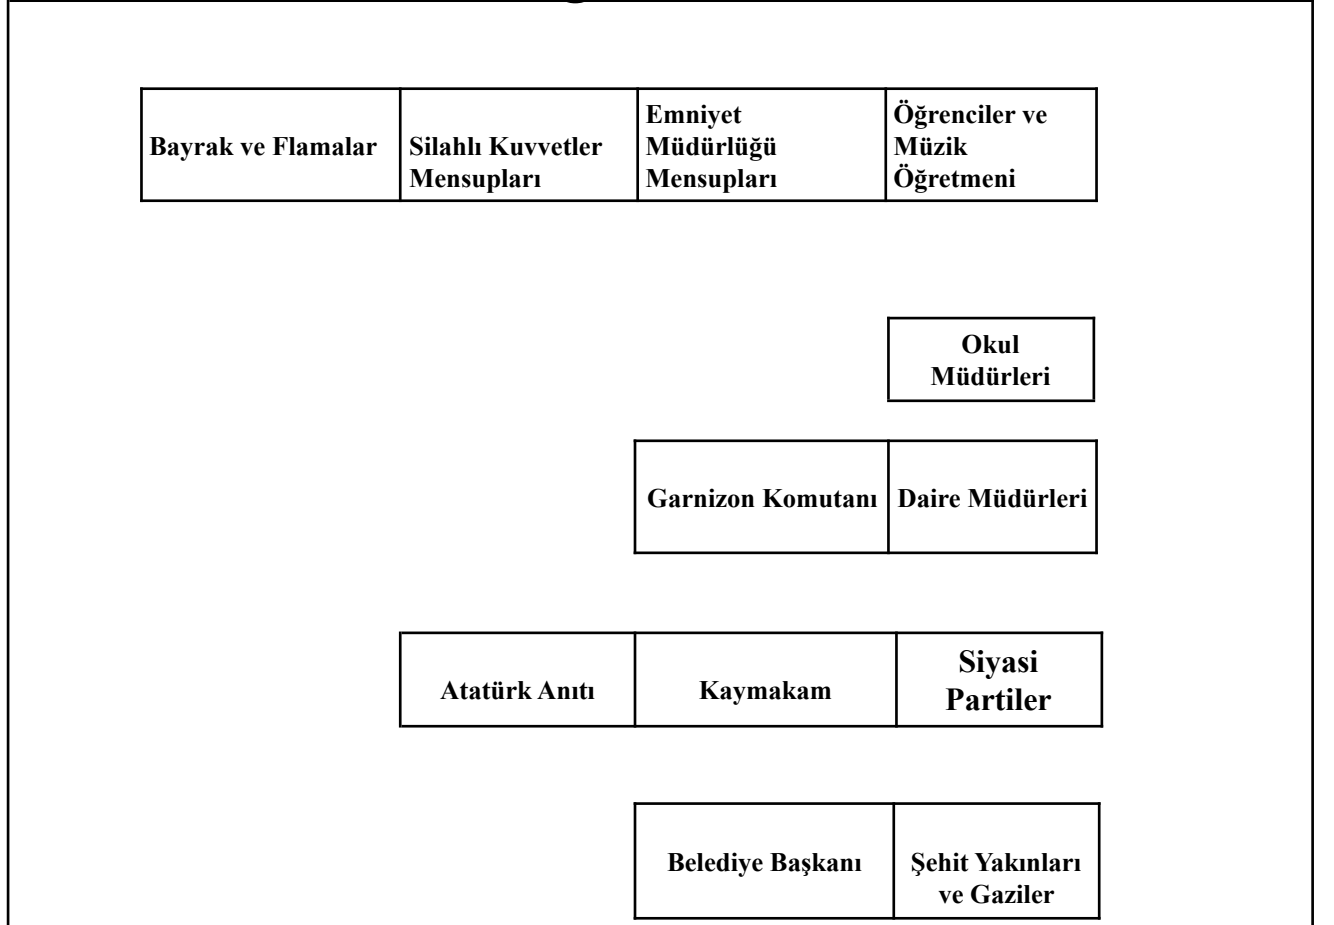 Bayrak ve Flamalar
Silahlı Kuvvetler
Mensupları
Emniyet
Müdürlüğü
Mensupları
Öğrenciler ve
Müzik
Öğretmeni
Okul
Müdürleri
Garnizon Komutanı
Daire Müdürleri
Atatürk Anıtı
Kaymakam
Siyasi
Partiler
Belediye Başkanı
Şehit Yakınları
ve Gaziler